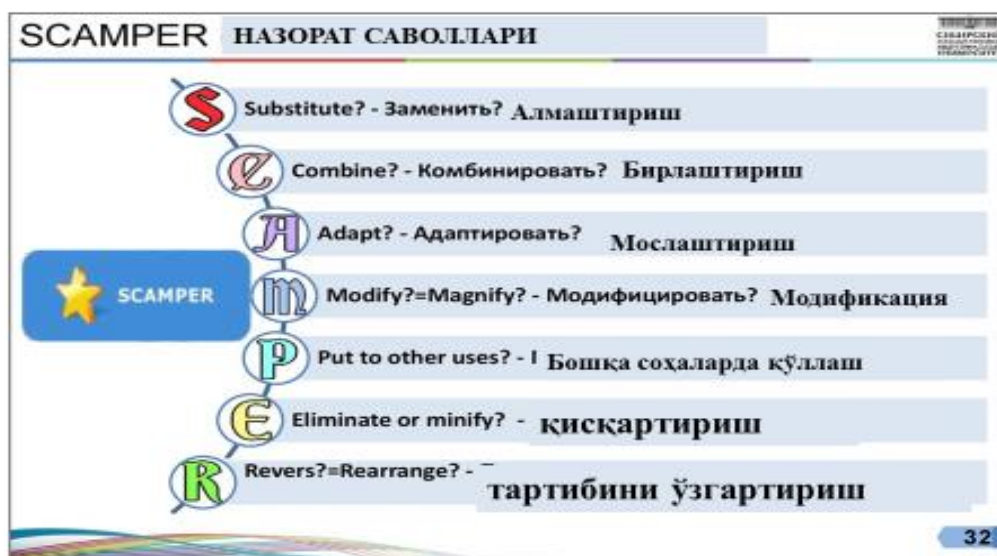 SCAMPER НАЗОРАТ САВОЛЛАРИ
S Substitute? - Заменить? Алмаштириш
C Combine? - Комбинировать? Бирлаштириш
A Adapt? - Адаптировать? Мослаштириш
SCAMPER
m Modify?=Magnify? - Модифицировать? Модификация
P Put to other uses? - Бошқа соҳаларда қўллаш
E Eliminate or minify? - қисқартириш
R Revers?=Rearrange? - тартибини ўзгартириш
32